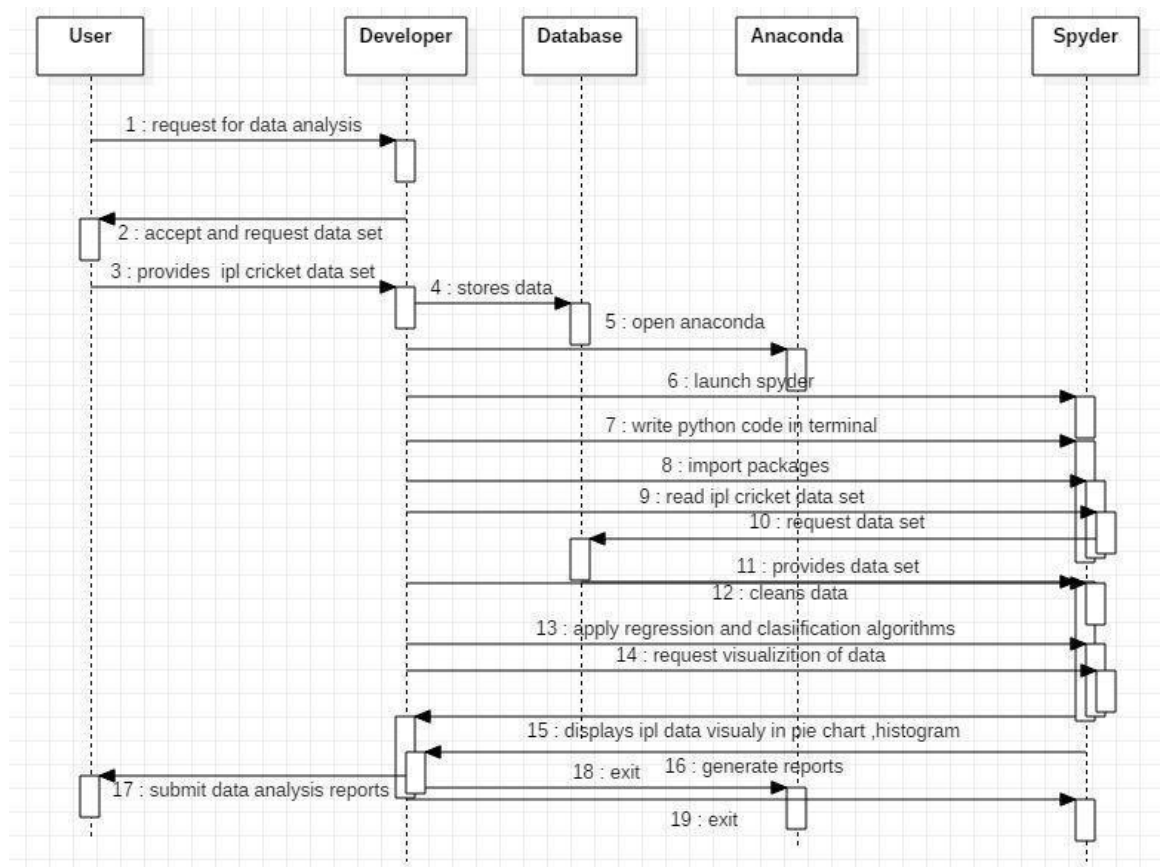 User
Developer
Database
Anaconda
Spyder
1 : request for data analysis
2 : accept and request data set
3 : provides ipl cricket data set
4 : stores data
5 : open anaconda
6 : launch spyder
7 : write python code in terminal
8 : import packages
9 : read ipl cricket data set
10 : request data set
11 : provides data set
12 : cleans data
13 : apply regression and clasification algorithms
14 : request visualizition of data
15 : displays ipl data visualy in pie chart ,histogram
16 : generate reports
18 : exit
17 : submit data analysis reports
19 : exit